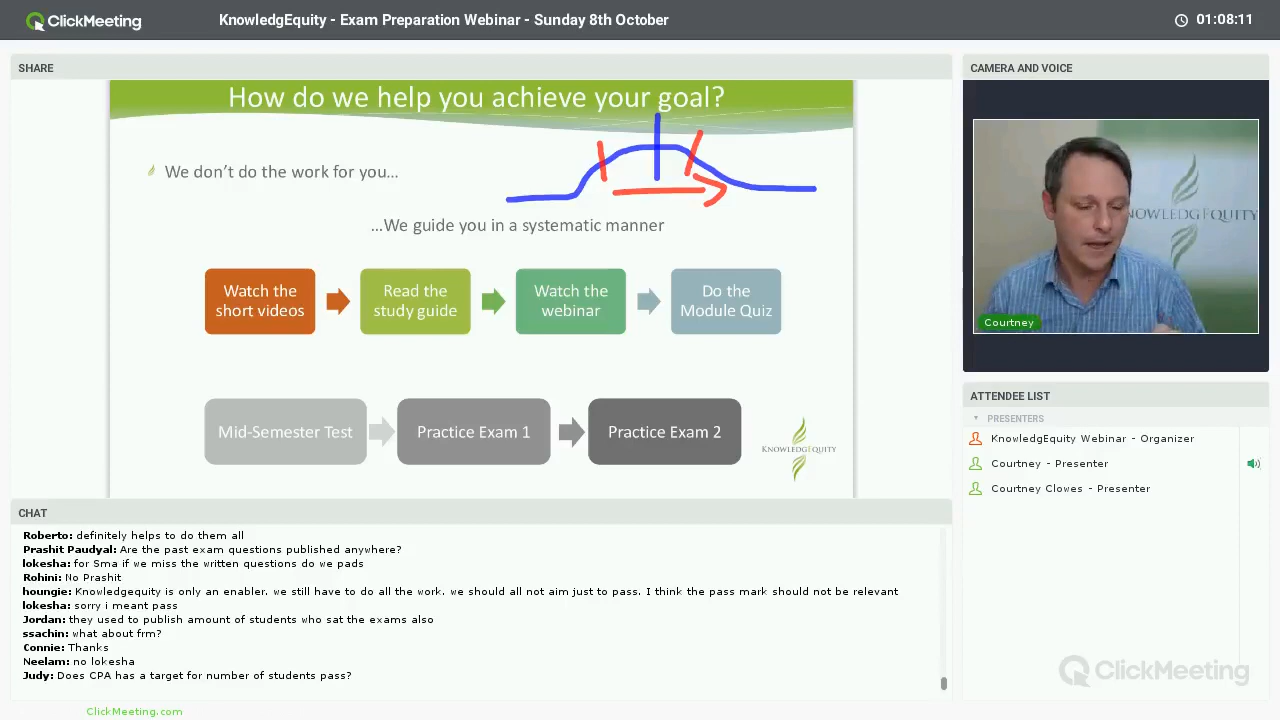 ClickMeeting
KnowledgEquity - Exam Preparation Webinar - Sunday 8th October
01:08:11
SHARE
How do we help you achieve your goal?
We don't do the work for you...
...We guide you in a systematic manner
Watch the
short videos
Read the
study guide
Watch the
webinar
Do the
Module Quiz
Mid-Semester Test
Practice Exam 1
Practice Exam 2
KNOWLEDGEQUITY
CAMERA AND VOICE
KNOWLEDGEQUITY
Courtney
ATTENDEE LIST
PRESENTERS
KnowledgEquity Webinar - Organizer
Courtney - Presenter
Courtney Clowes - Presenter
CHAT
Roberto: definitely helps to do them all
Prashit Paudyal: Are the past exam questions published anywhere?
lokesha: for Sma if we miss the written questions do we pads
Rohini: No Prashit
houngie: Knowledgequity is only an enabler. we still have to do all the work. we should all not aim just to pass. I think the pass mark should not be relevant
lokesha: sorry i meant pass
Jordan: they used to publish amount of students who sat the exams also
ssachin: what about frm?
Connie: Thanks
Neelam: no lokesha
Judy: Does CPA has a target for number of students pass?
ClickMeeting
ClickMeeting.com